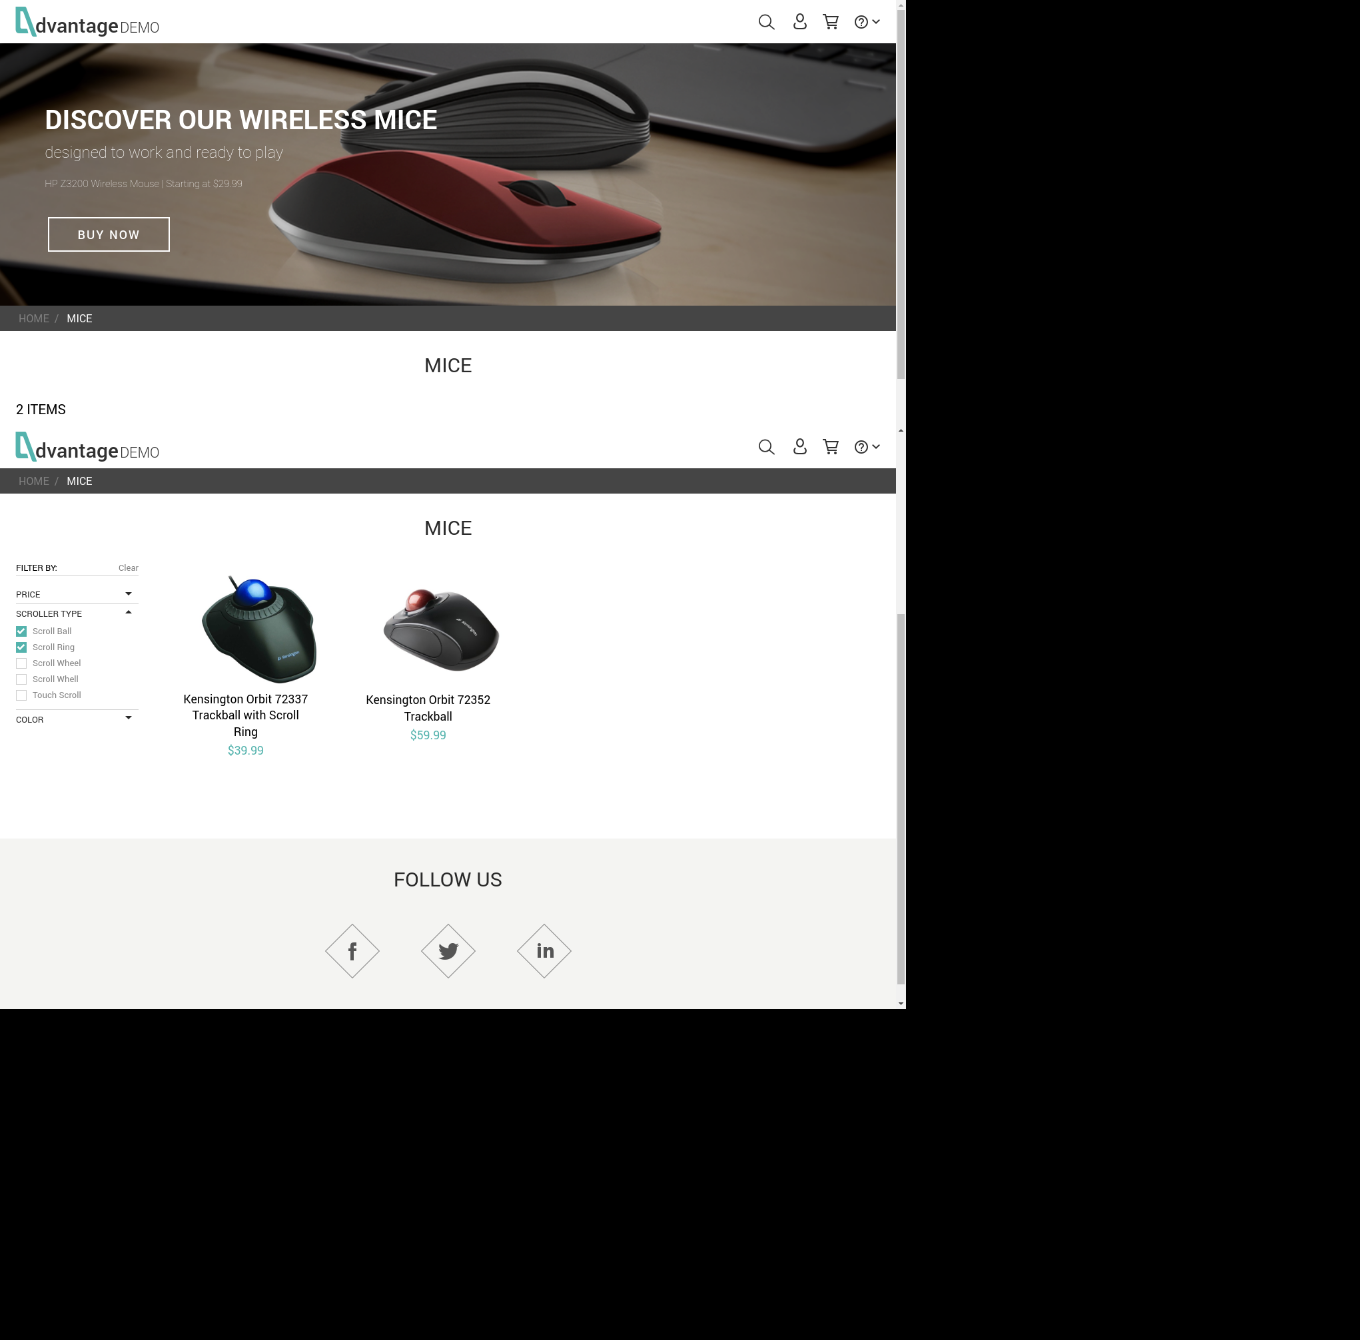 dvantage DEMO
DISCOVER OUR WIRELESS MICE
designed to work and ready to play
HP Z3200 Wireless Mouse | Starting at $29.99
BUY NOW
HOME / MICE
MICE
2 ITEMS
dvantage DEMO
HOME / MICE
MICE
FILTER BY: Clear
PRICE
SCROLLER TYPE
Scroll Ball
Scroll Ring
Scroll Wheel
Scroll Whell
Touch Scroll
COLOR
Kensington
Kensington Orbit 72337
Trackball with Scroll
Ring
$39.99
Kensington
Kensington Orbit 72352
Trackball
$59.99
FOLLOW US
f
in